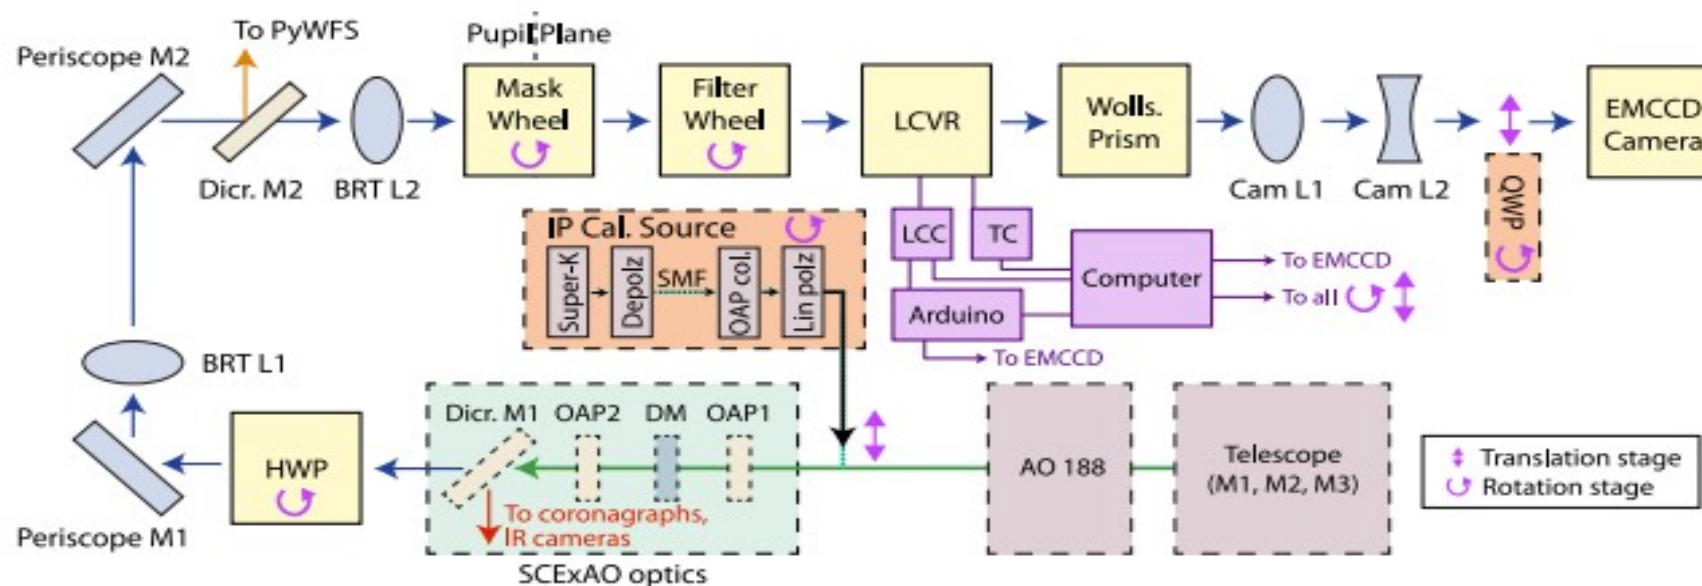 To PyWFS
Pupil Plane
Periscope M2
Mask
Wheel
Filter
Wheel
LCVR
Wolls.
Prism
EMCCD
Camera
Dicr. M2
BRT L2
Cam L1
Cam L2
QWP
IP Cal. Source
Super-K
Depolz
SMF
OAP col.
Lin polz
LCC
TC
Computer
To EMCCD
To all
Arduino
To EMCCD
BRT L1
Dicr. M1
OAP2
DM
OAP1
HWP
AO 188
Telescope
(M1, M2, M3)
Translation stage
Rotation stage
To coronagraphs,
IR cameras
Periscope M1
SCExAO optics